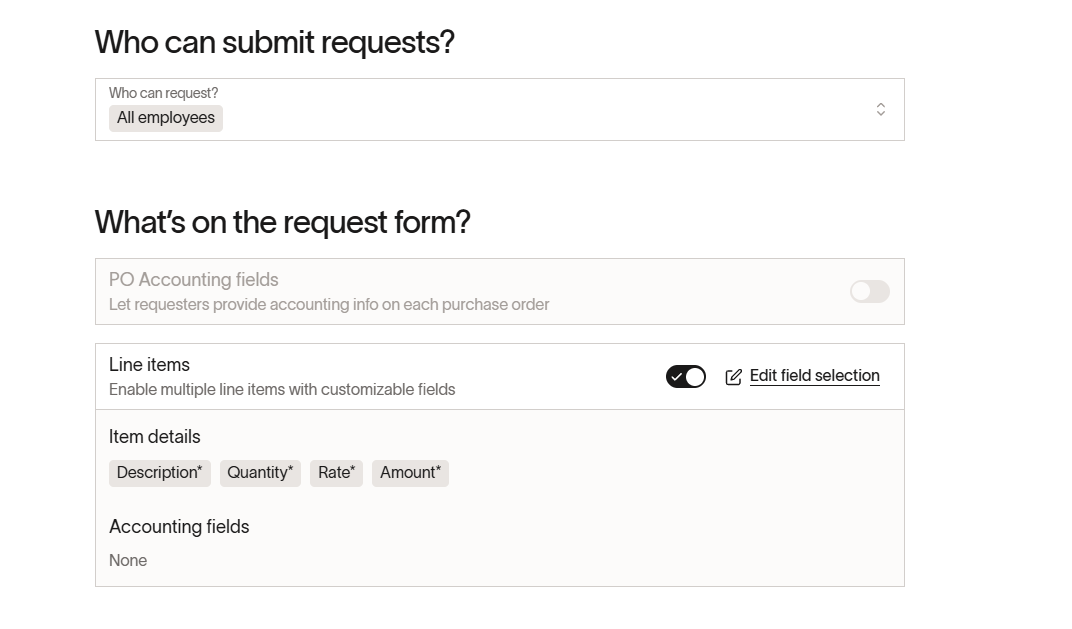 Who can submit requests?
Who can request?
All employees
What's on the request form?
PO Accounting fields
Let requesters provide accounting info on each purchase order
Line items
Enable multiple line items with customizable fields
Edit field selection
Item details
Description* Quantity* Rate* Amount*
Accounting fields
None